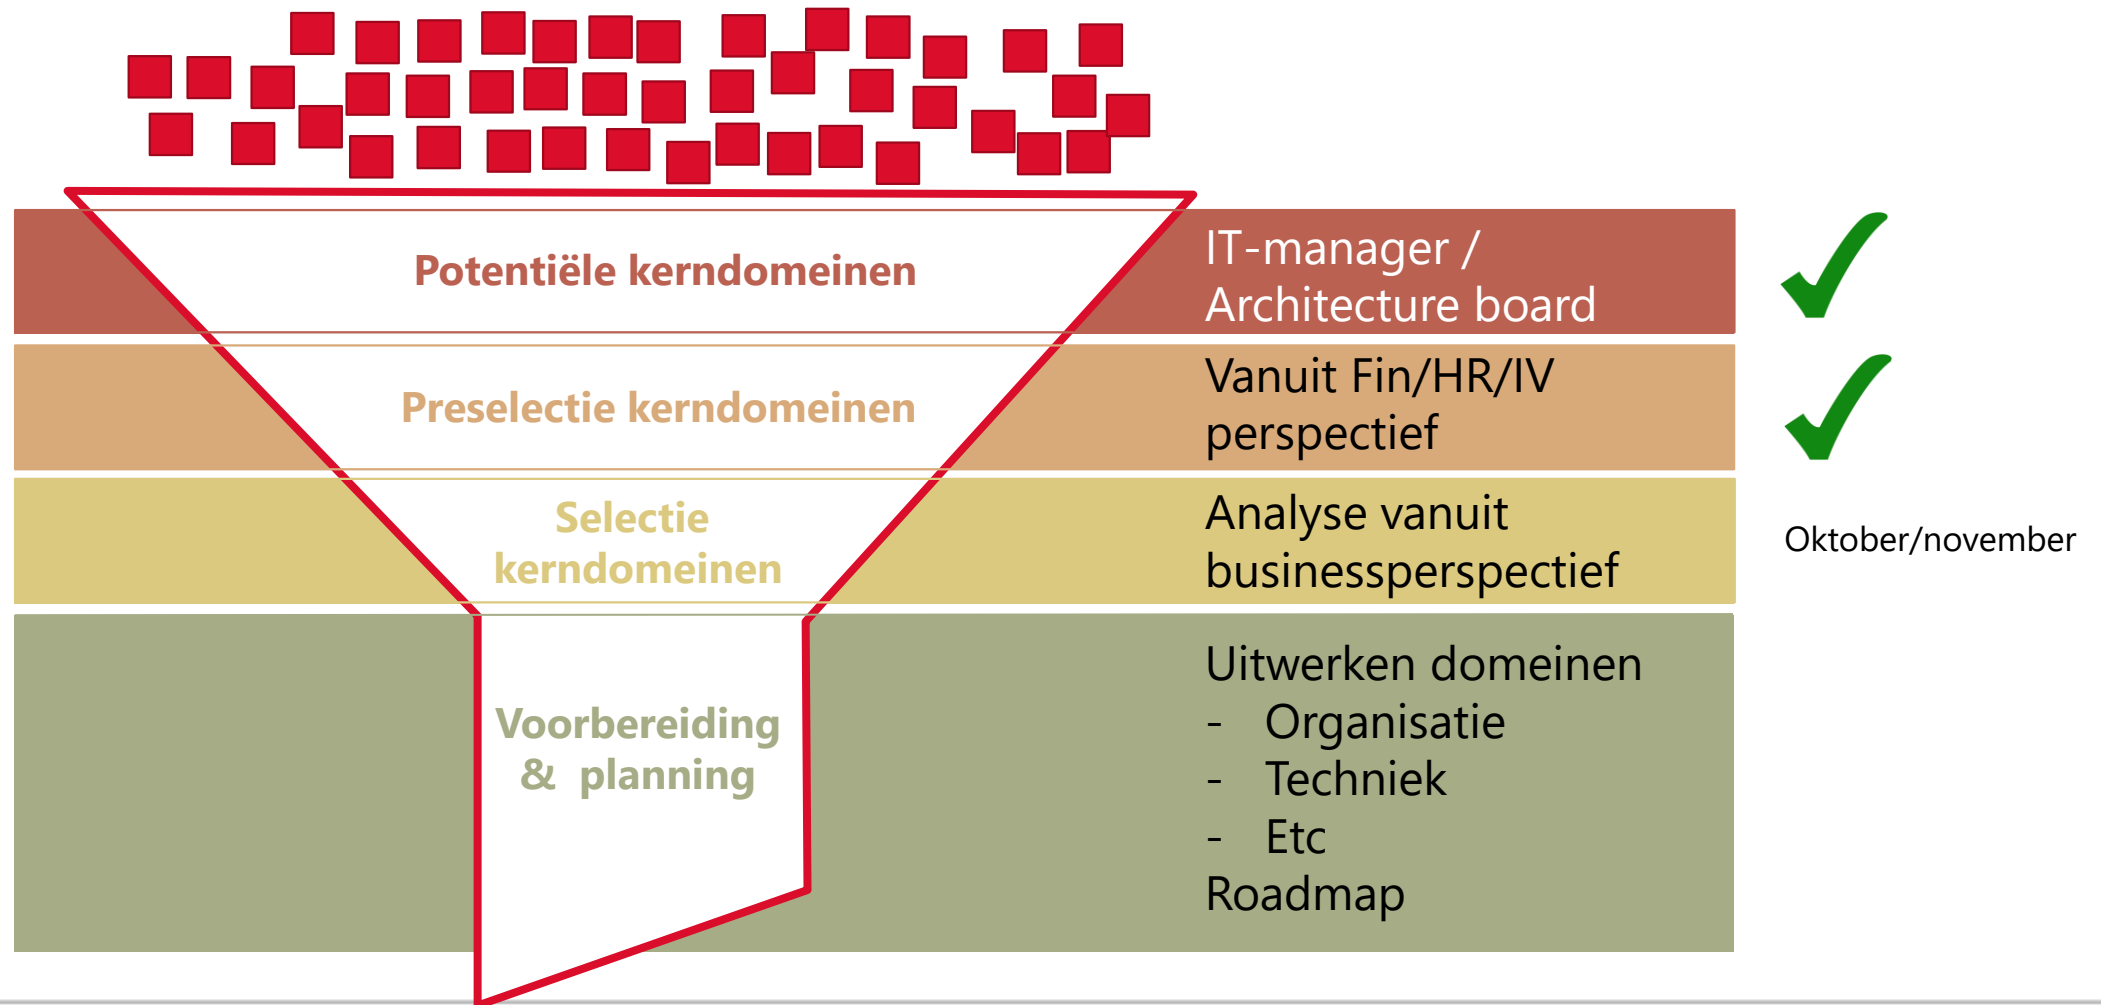 Potentiële kerndomeinen
IT-manager /
Architecture board
Preselectie kerndomeinen
Vanuit Fin/HR/IV
perspectief
Selectie
kerndomeinen
Analyse vanuit
businessperspectief
Oktober/november
Voorbereiding
& planning
Uitwerken domeinen
- Organisatie
- Techniek
- Etc
Roadmap